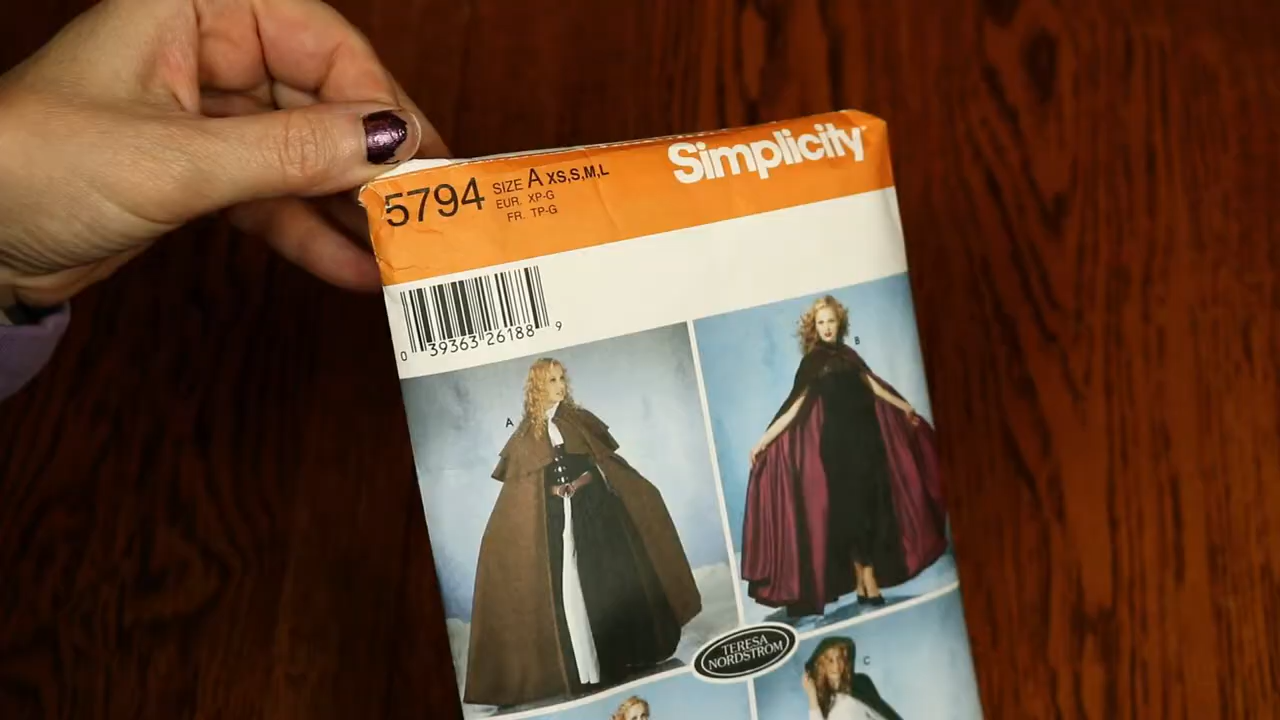 Simplicity
5794 SIZE A XS,S,M,L
EUR. XP-G
FR. TP-G
0 39363 26188 9
A
B
TERESA
NORDSTROM
C